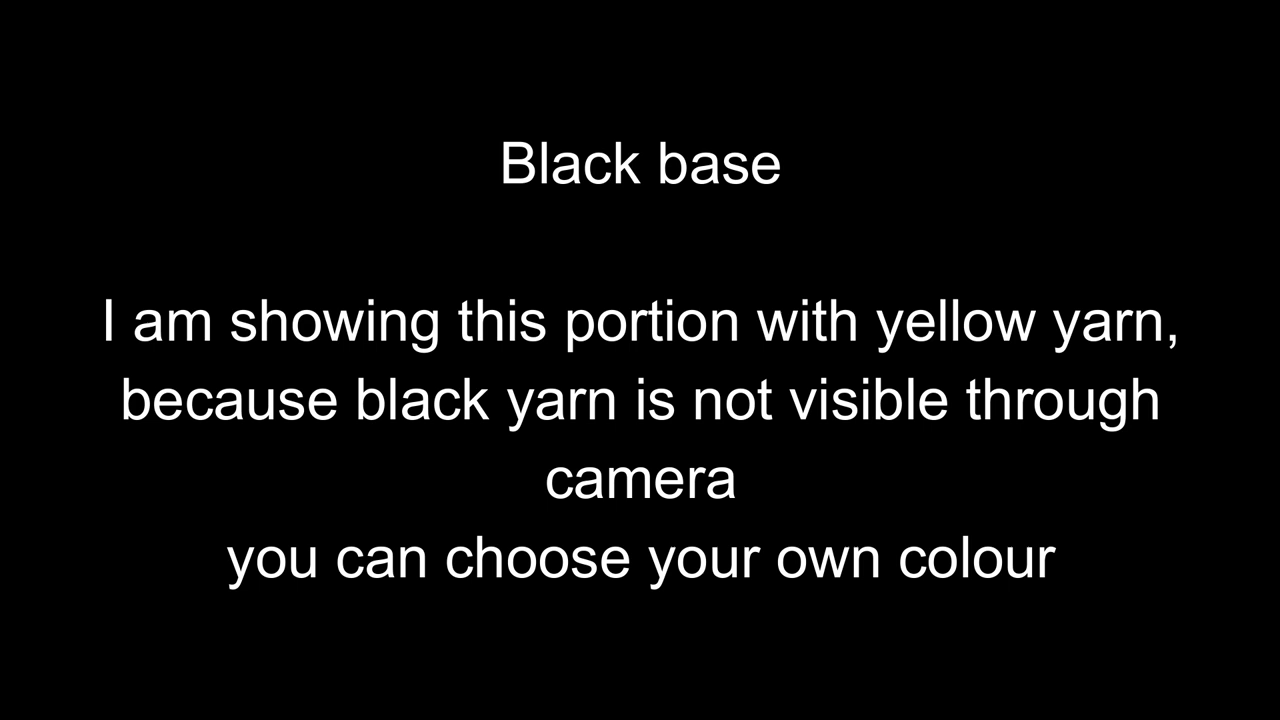 Black base
I am showing this portion with yellow yarn,
because black yarn is not visible through
camera
you can choose your own colour